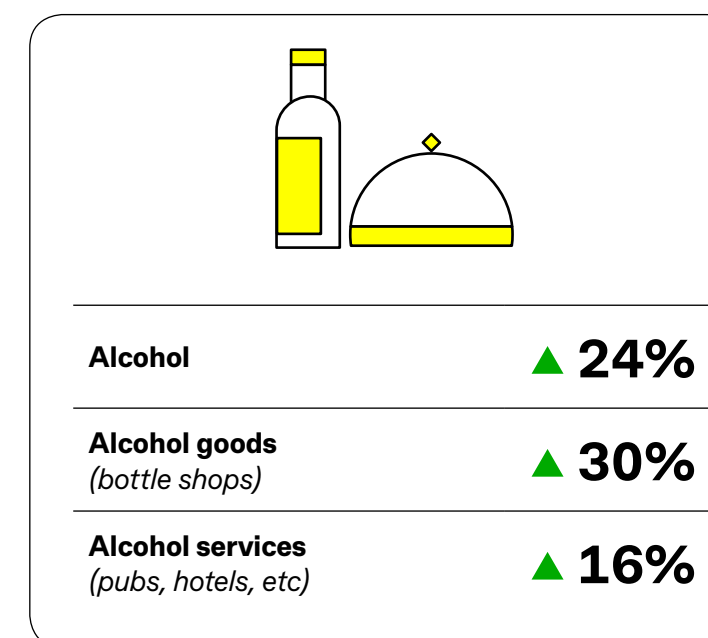 Alcohol ▲ 24%
Alcohol goods
(bottle shops) ▲ 30%
Alcohol services
(pubs, hotels, etc) ▲ 16%